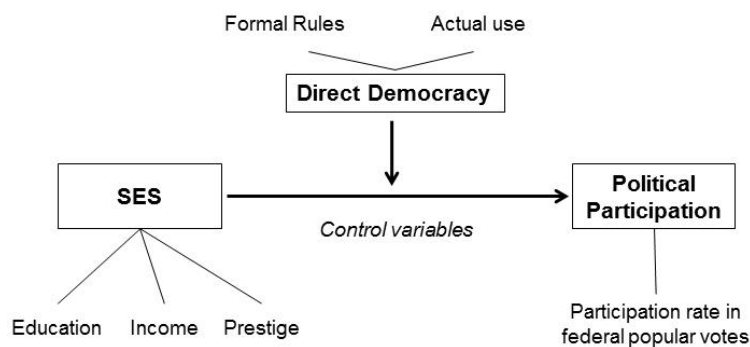 Formal Rules
Actual use
Direct Democracy
SES
Political
Participation
Control variables
Education
Income
Prestige
Participation rate in
federal popular votes